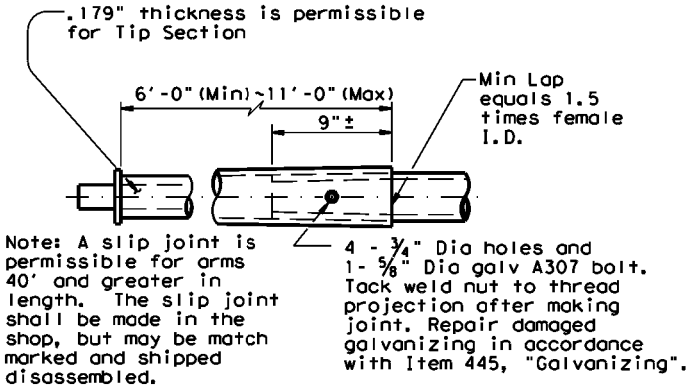 .179" thickness is permissible
for Tip Section
6'-0"(Min)~11'-0"(Max)
9"±
Min Lap
equals 1.5
times female
I.D.
Note: A slip joint is
permissible for arms
40' and greater in
length. The slip joint
shall be made in the
shop, but may be match
marked and shipped
disassembled.
4 - 3/4" Dia holes and
1- 5/8" Dia galv A307 bolt.
Tack weld nut to thread
projection after making
joint. Repair damaged
galvanizing in accordance
with Item 445, "Galvanizing".